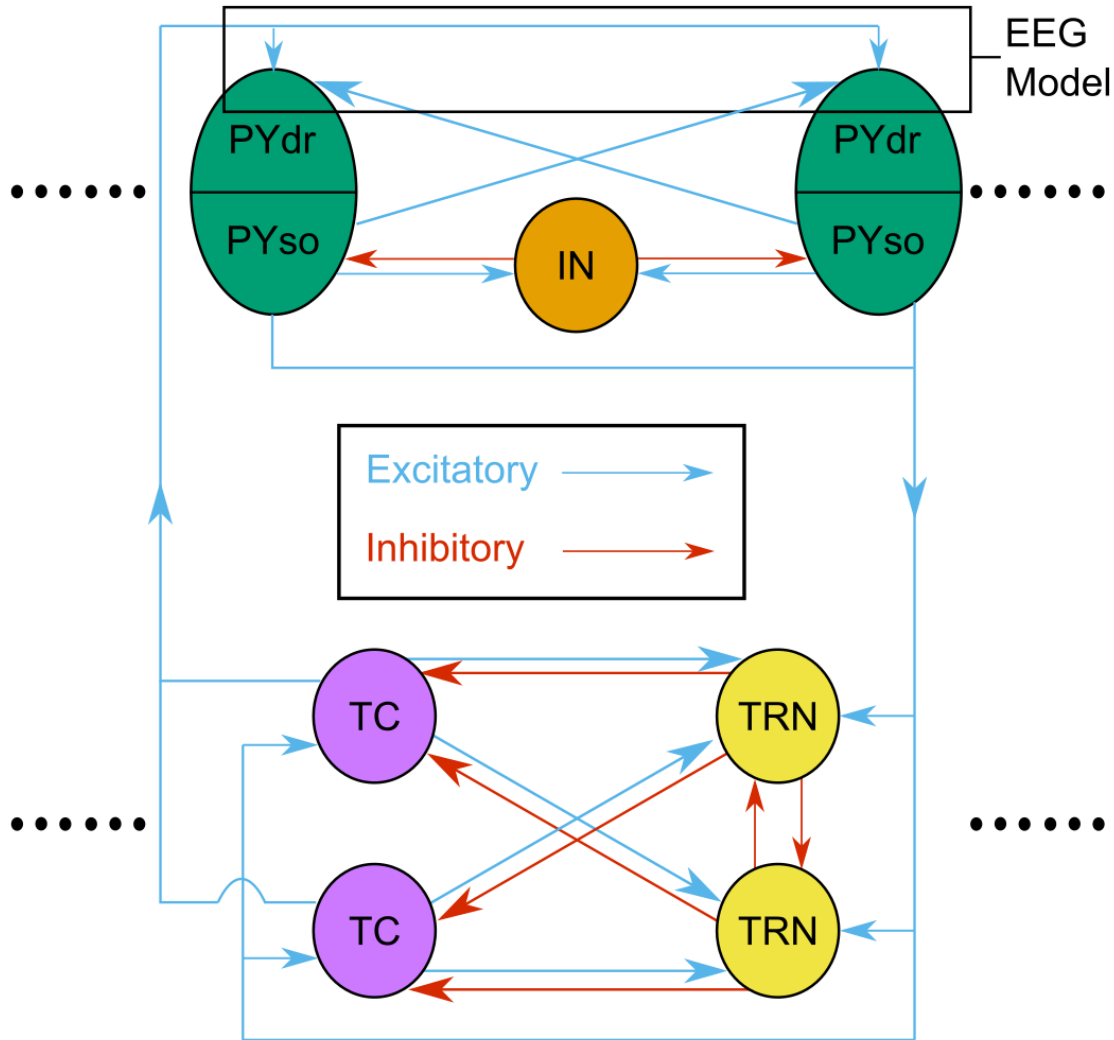 EEG
Model
PYdr
PYdr
PYso
PYso
IN
Excitatory
Inhibitory
TC
TRN
TC
TRN